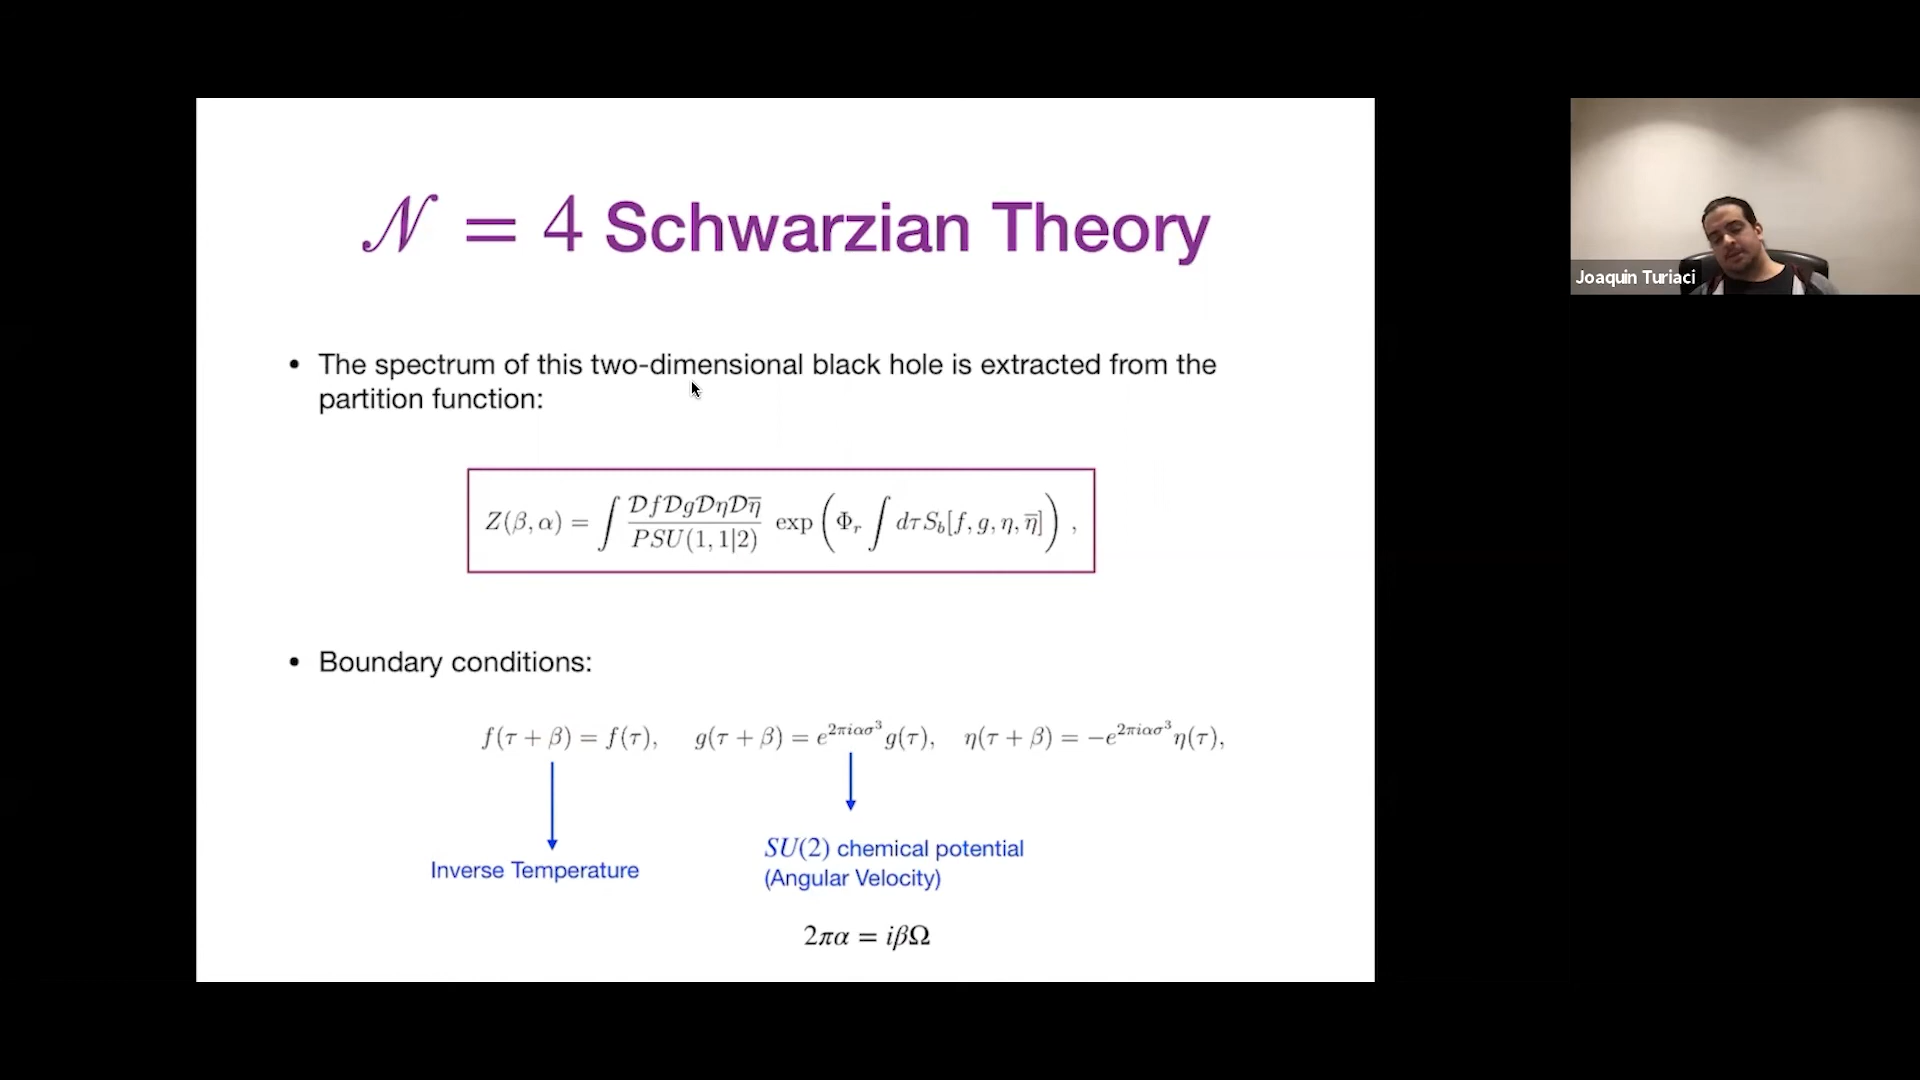 𝒩 = 4 Schwarzian Theory
• The spectrum of this two-dimensional black hole is extracted from the
partition function:
Z(β, α) = ∫ 𝒟f𝒟g𝒟η𝒟η̅ / PSU(1, 1|2) exp (Φ_r ∫ dτ S_b[f, g, η, η̅]) ,
• Boundary conditions:
f(τ + β) = f(τ), g(τ + β) = e^{2πiασ³} g(τ), η(τ + β) = −e^{2πiασ³} η(τ),
Inverse Temperature
SU(2) chemical potential
(Angular Velocity)
2πα = iβΩ
Joaquin Turiaci